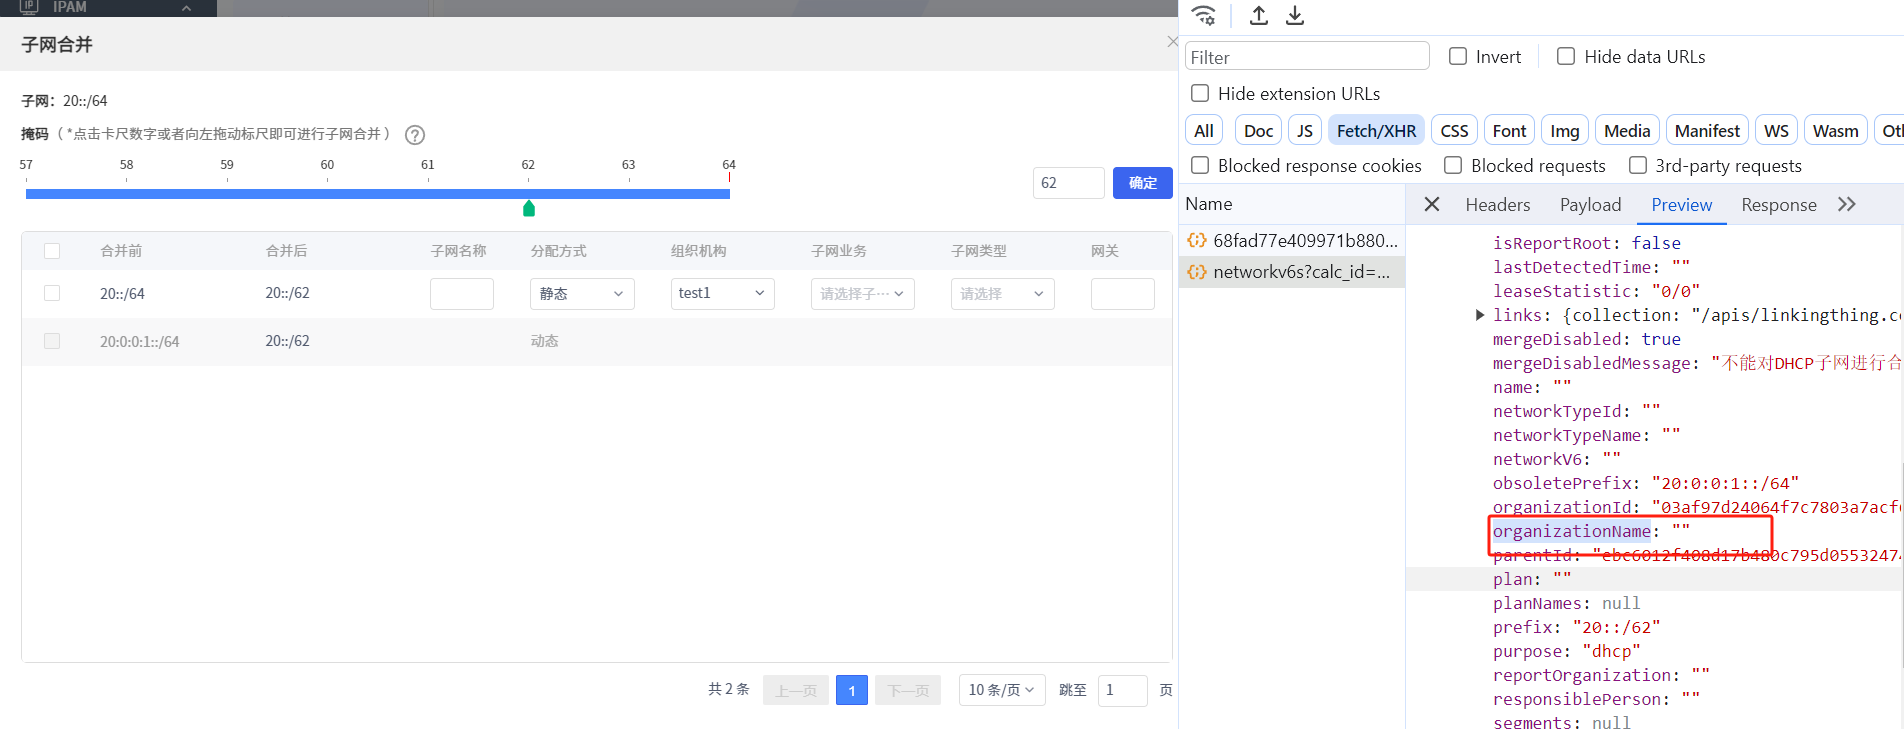 IPAM
子网合并
子网：20::/64
掩码（ *点击卡尺数字或者向左拖动标尺即可进行子网合并 ）
57 58 59 60 61 62 63 64
62 确定
合并前 合并后 子网名称 分配方式 组织机构 子网业务 子网类型 网关
20::/64 20::/62 静态 test1 请选择子… 请选择
20:0:0:1::/64 20::/62 动态
共 2 条 上一页 1 下一页 10 条/页 跳至 1 页
Filter Invert Hide data URLs
Hide extension URLs
All Doc JS Fetch/XHR CSS Font Img Media Manifest WS Wasm Otl
Blocked response cookies Blocked requests 3rd-party requests
Name Headers Payload Preview Response
68fad77e409971b880...
networkv6s?calc_id=...
isReportRoot: false
lastDetectedTime: ""
leaseStatistic: "0/0"
links: {collection: "/apis/linkingthing.c
mergeDisabled: true
mergeDisabledMessage: "不能对DHCP子网进行合
name: ""
networkTypeId: ""
networkTypeName: ""
networkV6: ""
obsoletePrefix: "20:0:0:1::/64"
organizationId: "03af97d24064f7c7803a7acf
organizationName: ""
parentId: "ebc6012f408d17b480c795d0553247
plan: ""
planNames: null
prefix: "20::/62"
purpose: "dhcp"
reportOrganization: ""
responsiblePerson: ""
segments: null